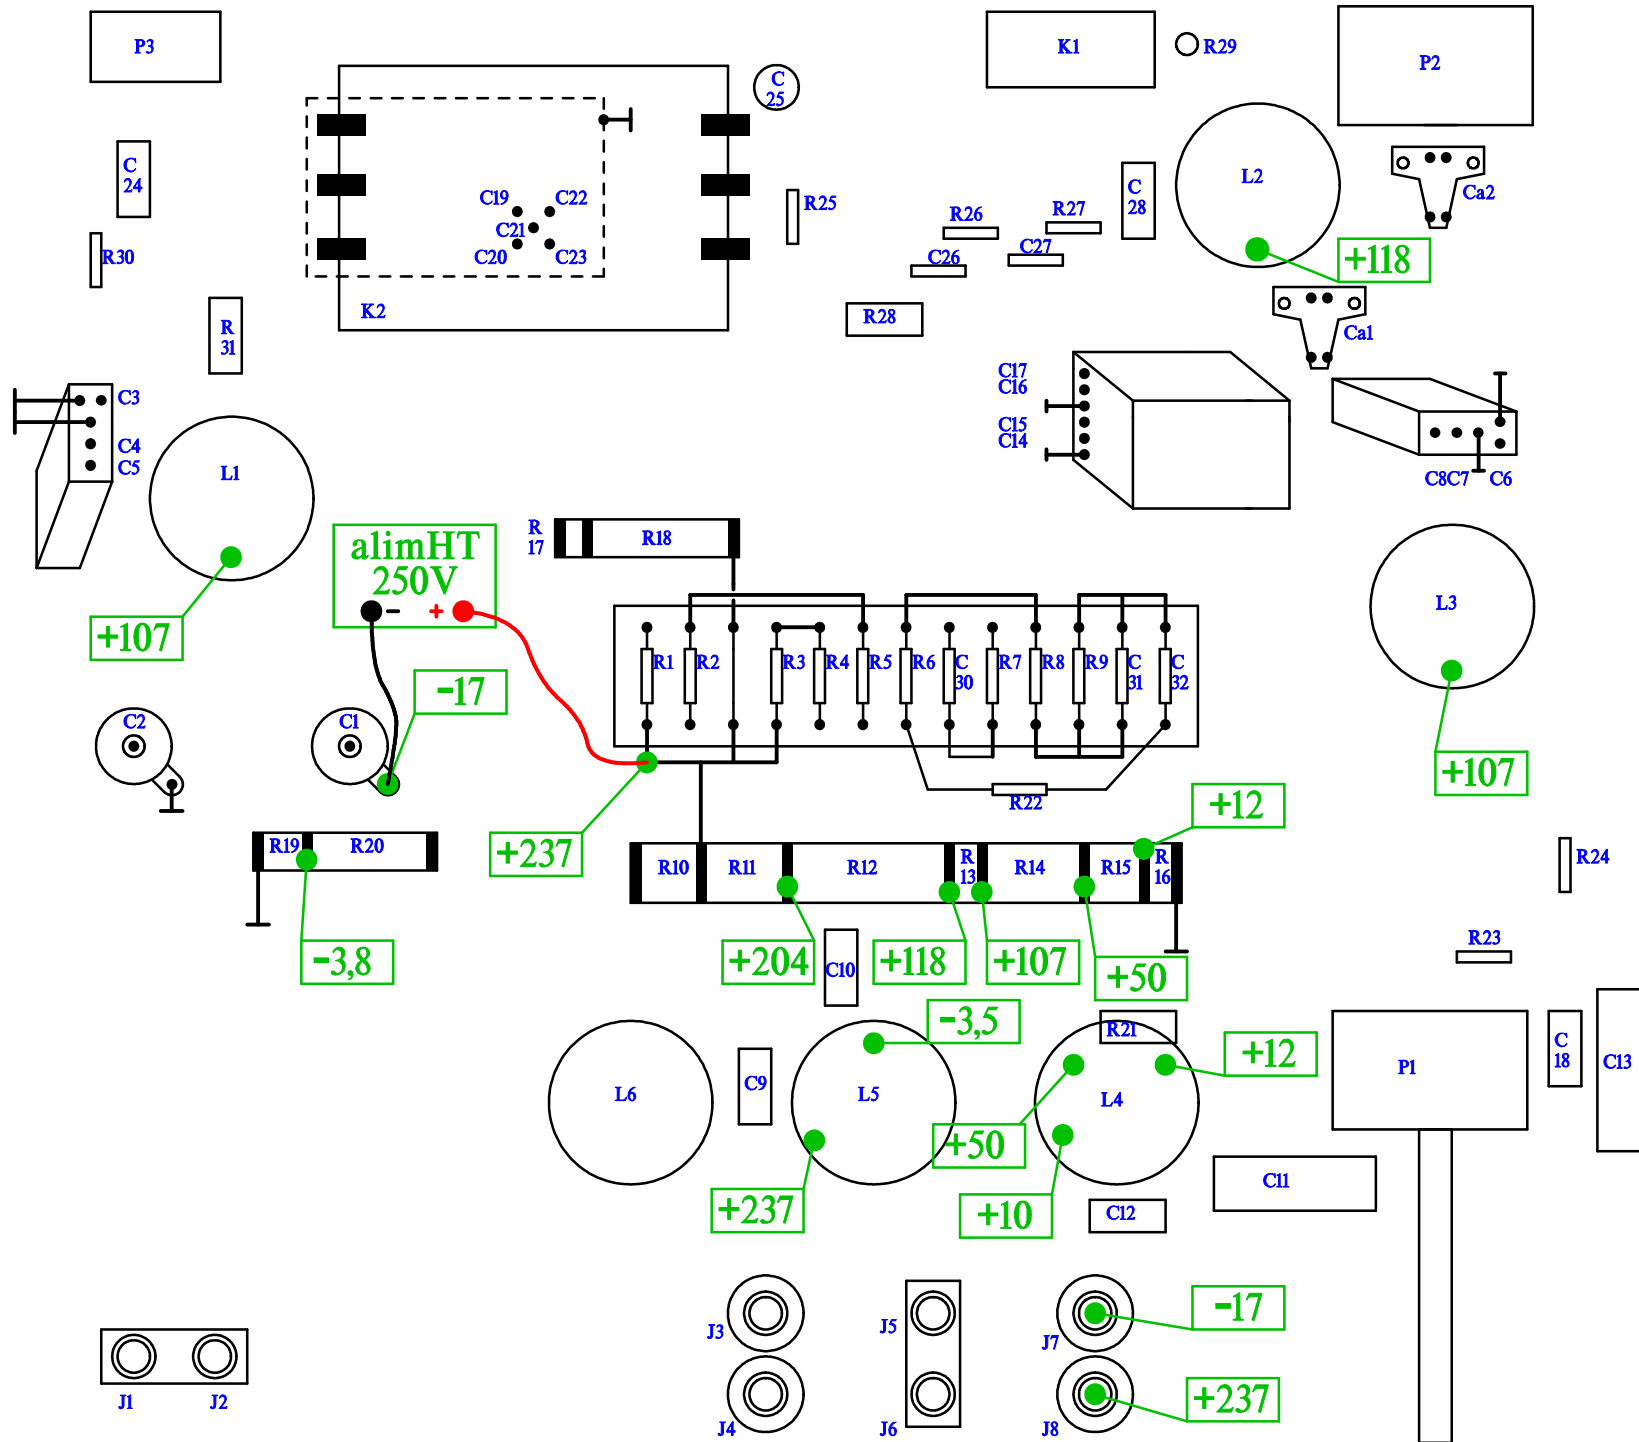 P3
K1
R29
P2
C
25
C
24
C19
C22
C21
C20
C23
R25
R26
R27
C
28
L2
Ca2
R30
C26
C27
+118
K2
R28
R
31
Ca1
C3
C4
C5
C17
C16
C15
C14
L1
C8C7
C6
R
17
R18
alimHT
250V
- +
L3
+107
R1
R2
R3
R4
R5
R6
C
30
R7
R8
R9
C
31
C
32
-17
C2
C1
+107
R22
+12
+237
R19
R20
R10
R11
R12
R
13
R14
R15
R
16
R24
-3,8
+204
+118
+107
+50
R23
C10
-3,5
R21
+12
C9
L6
L5
L4
P1
C
18
C13
+50
+237
+10
C12
C11
-17
J3
J5
J7
+237
J1
J2
J4
J6
J8